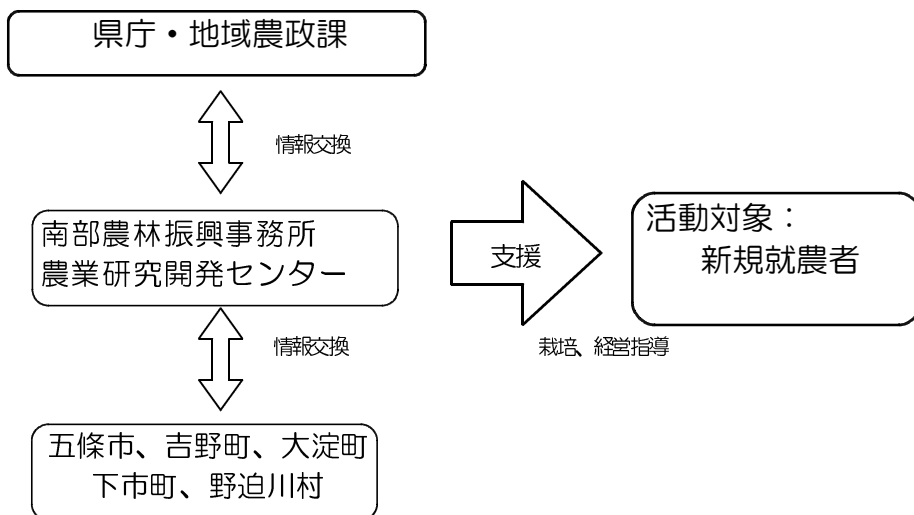 県庁・地域農政課
情報交換
南部農林振興事務所
農業研究開発センター
支援
活動対象：
新規就農者
情報交換
栽培、経営指導
五條市、吉野町、大淀町
下市町、野迫川村